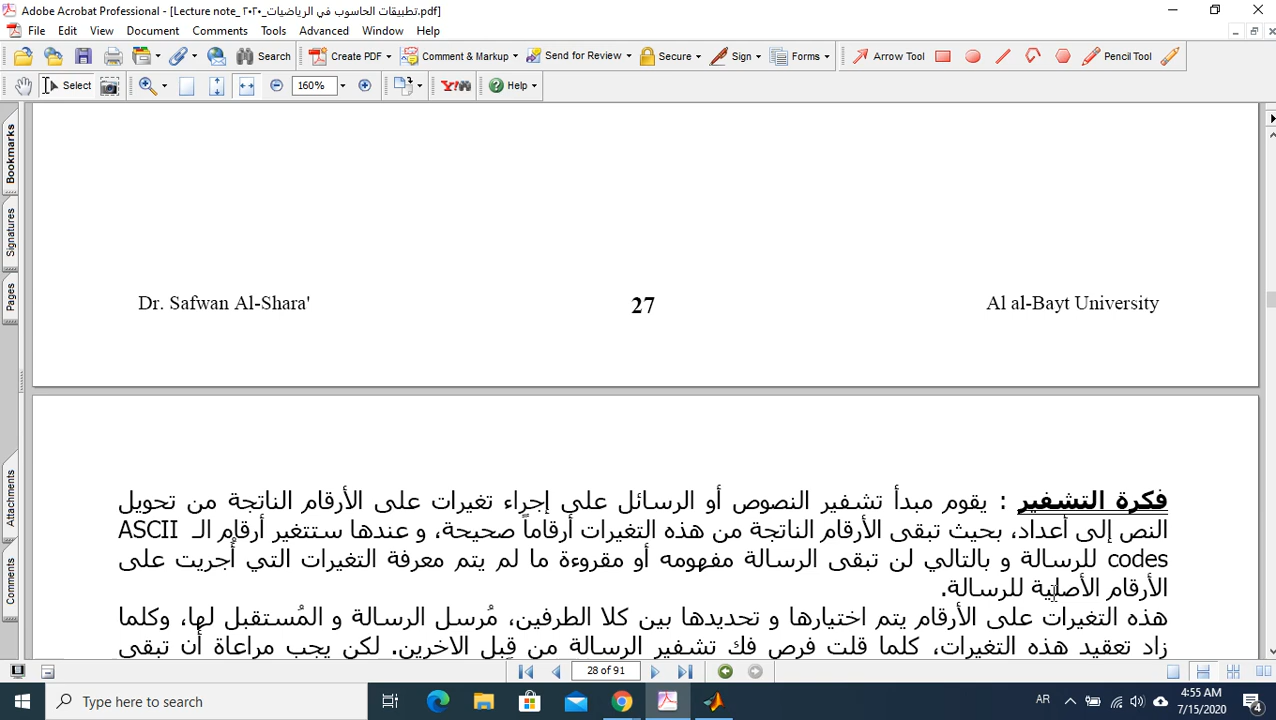 Adobe Acrobat Professional - [Lecture note_ ٢٠٢٠_تطبيقات الحاسوب في الرياضيات.pdf]
File Edit View Document Comments Tools Advanced Window Help
Search Create PDF Comment & Markup Send for Review Secure Sign Forms Arrow Tool Pencil Tool
Select 160% Y! Help
Bookmarks
Signatures
Pages
Attachments
Comments
Dr. Safwan Al-Shara' 27 Al al-Bayt University
فكرة التشفير : يقوم مبدأ تشفير النصوص أو الرسائل على إجراء تغيرات على الأرقام الناتجة من تحويل
النص إلى أعداد، بحيث تبقى الأرقام الناتجة من هذه التغيرات أرقاماً صحيحة، و عندها ستتغير أرقام الـ ASCII
codes للرسالة و بالتالي لن تبقى الرسالة مفهومه أو مقروءة ما لم يتم معرفة التغيرات التي أُجريت على
الأرقام الأصلية للرسالة.
هذه التغيرات على الأرقام يتم اختيارها و تحديدها بين كلا الطرفين، مُرسل الرسالة و المُستقبل لها، وكلما
زاد تعقيد هذه التغيرات، كلما قلت فرص فك تشفير الرسالة من قِبل الاخرين. لكن يجب مراعاة أن تبقى
28 of 91
Type here to search
AR
4:55 AM
7/15/2020
4